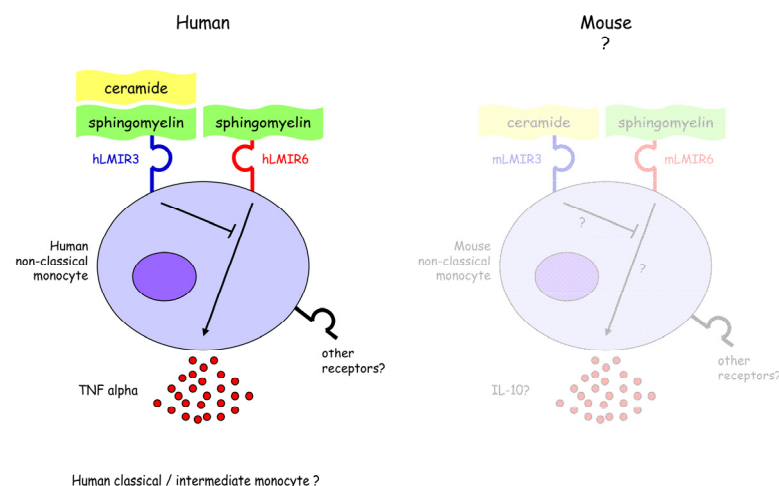 Human
ceramide
sphingomyelin
sphingomyelin
hLMIR3
hLMIR6
Human
non-classical
monocyte
other
receptors?
TNF alpha
Human classical / intermediate monocyte ?
Mouse
?
ceramide
sphingomyelin
mLMIR3
mLMIR6
?
?
Mouse
non-classical
monocyte
other
receptors?
IL-10?